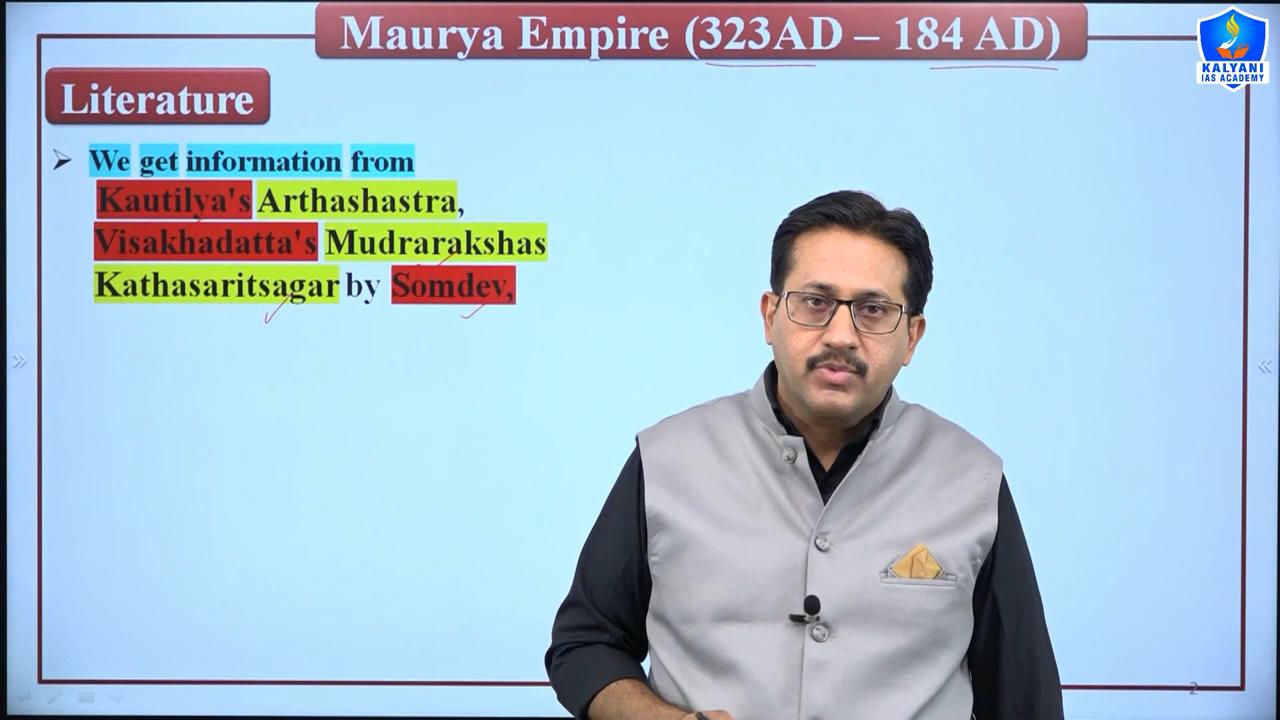 Maurya Empire (323AD – 184 AD)
KALYANI
IAS ACADEMY
Literature
We get information from
Kautilya's Arthashastra,
Visakhadatta's Mudrarakshas
Kathasaritsagar by Somdev,
2